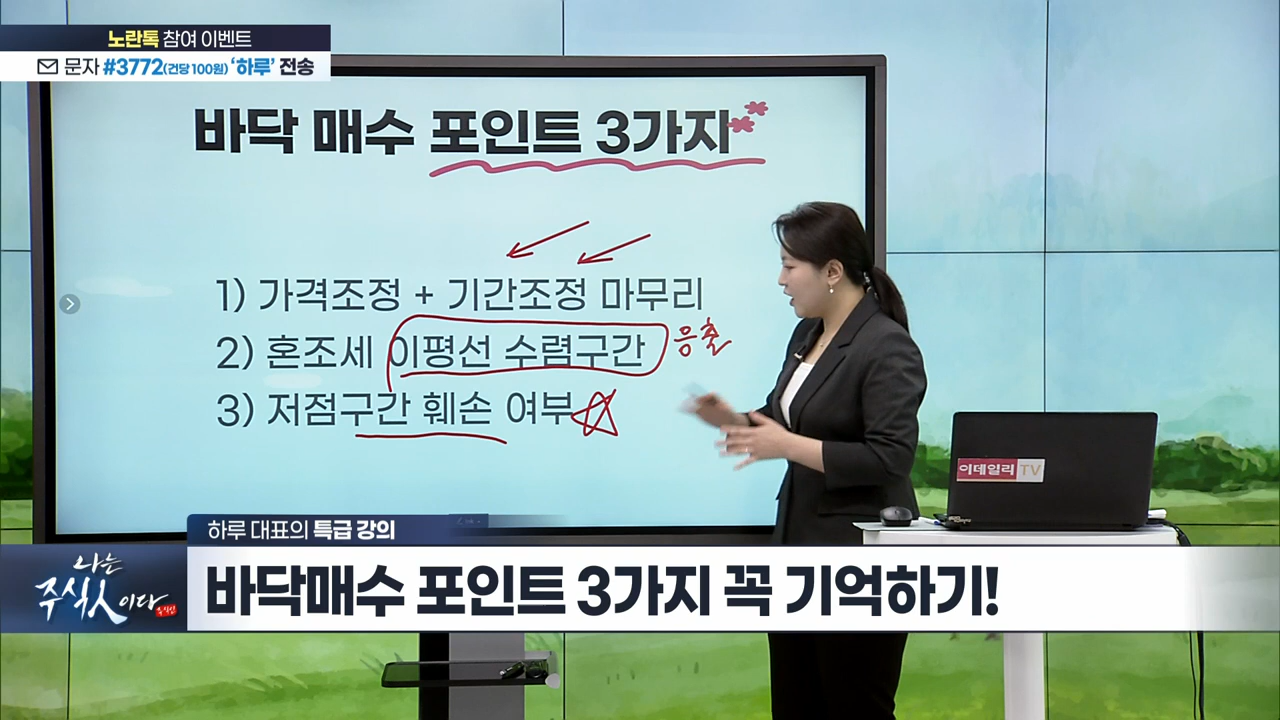 노란톡 참여 이벤트
문자 #3772(건당 100원) '하루' 전송
바닥 매수 포인트 3가지
1) 가격조정 + 기간조정 마무리
2) 혼조세 이평선 수렴구간
응축
3) 저점구간 훼손 여부
이데일리TV
하루 대표의 특급 강의
나는
주식人이다
바닥매수 포인트 3가지 꼭 기억하기!